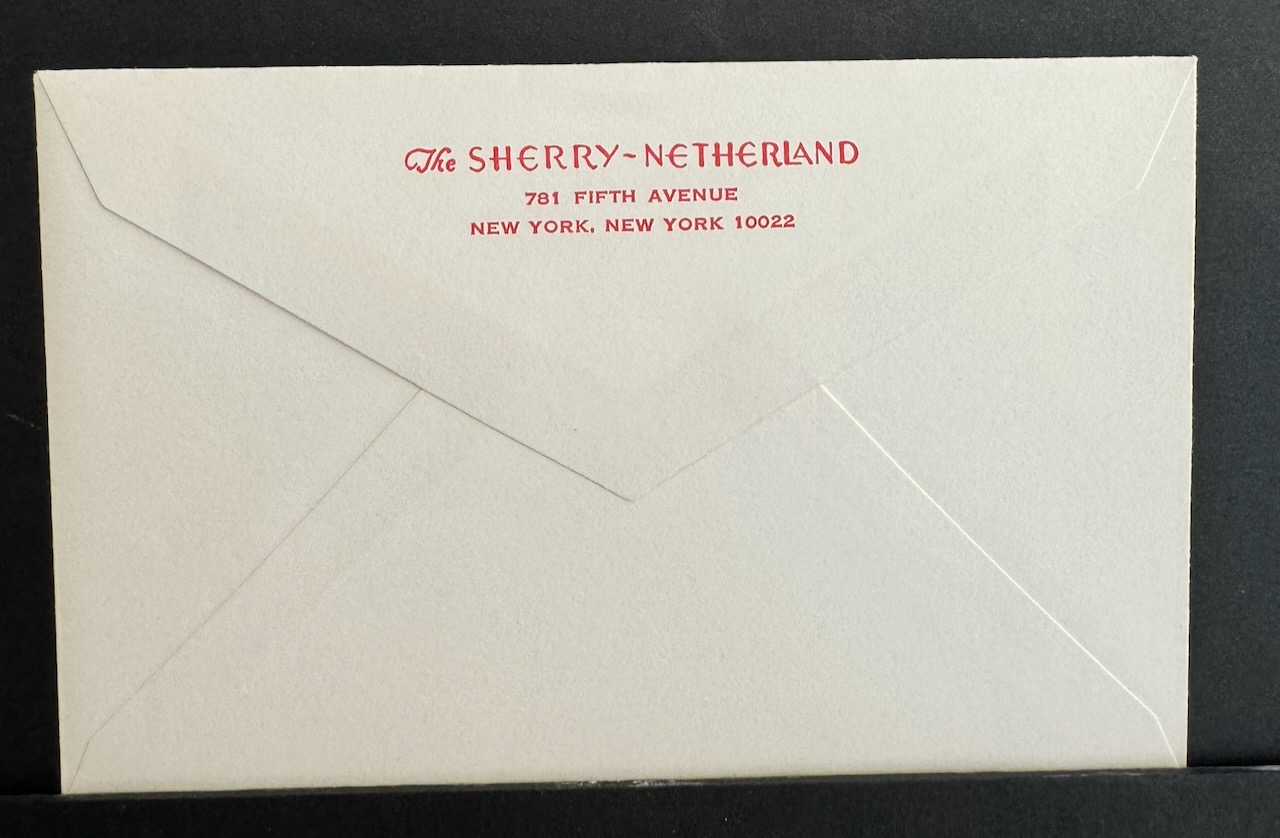 The SHERRY~NETHERLAND
781 FIFTH AVENUE
NEW YORK, NEW YORK 10022